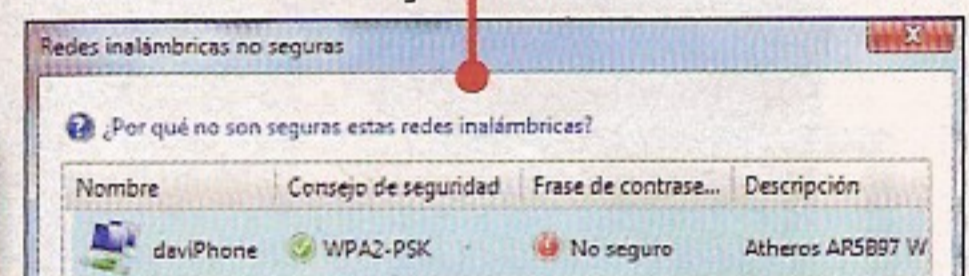 Redes inalámbricas no seguras
¿Por qué no son seguras estas redes inalámbricas?
Nombre Consejo de seguridad Frase de contrase... Descripción
daviPhone WPA2-PSK No seguro Atheros AR5B97 W